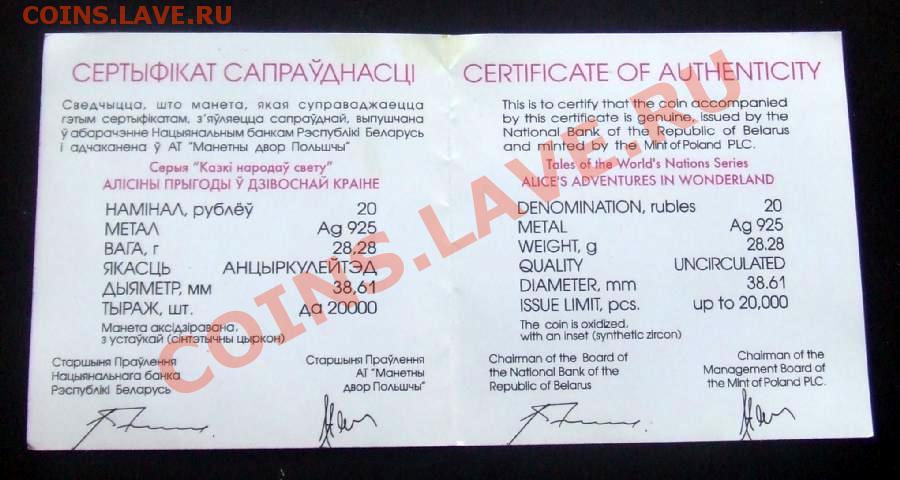 COINS.LAVE.РУ
СЕРТЫФІКАТ САПРАЎДНАСЦІ
Сведчыцца, што манета, якая суправаджаецца
гэтым сертыфікатам, з'яўляецца сапраўднай, выпушчана
ў абарачэнне Нацыянальным банкам Рэспублікі Беларусь
і адчаканена ў АТ "Манетны двор Польшчы"
Серыя "Казкі народаў свету"
АЛІСІНЫ ПРЫГОДЫ Ў ДЗІВОСНАЙ КРАІНЕ
НАМІНАЛ, рублёў 20
МЕТАЛ Ag 925
ВАГА, г 28,28
ЯКАСЦЬ АНЦЫРКУЛЕЙТЭД
ДЫЯМЕТР, мм 38,61
ТЫРАЖ, шт. да 20000
Манета аксідзіравана,
з устаўкай (сінтэтычны цыркон)
Старшыня Праўлення
Нацыянальнага банка
Рэспублікі Беларусь
Старшыня Праўлення
АТ "Манетны
двор Польшчы"
CERTIFICATE OF AUTHENTICITY
This is to certify that the coin accompanied
by this certificate is genuine, issued by the
National Bank of the Republic of Belarus
and minted by the Mint of Poland PLC.
Tales of the World's Nations Series
ALICE'S ADVENTURES IN WONDERLAND
DENOMINATION, rubles 20
METAL Ag 925
WEIGHT, g 28.28
QUALITY UNCIRCULATED
DIAMETER, mm 38.61
ISSUE LIMIT, pcs. up to 20,000
The coin is oxidized,
with an inset (synthetic zircon)
Chairman of the Board of
the National Bank of the
Republic of Belarus
Chairman of the
Management Board of
the Mint of Poland PLC.
COINS.LAVE.РУ